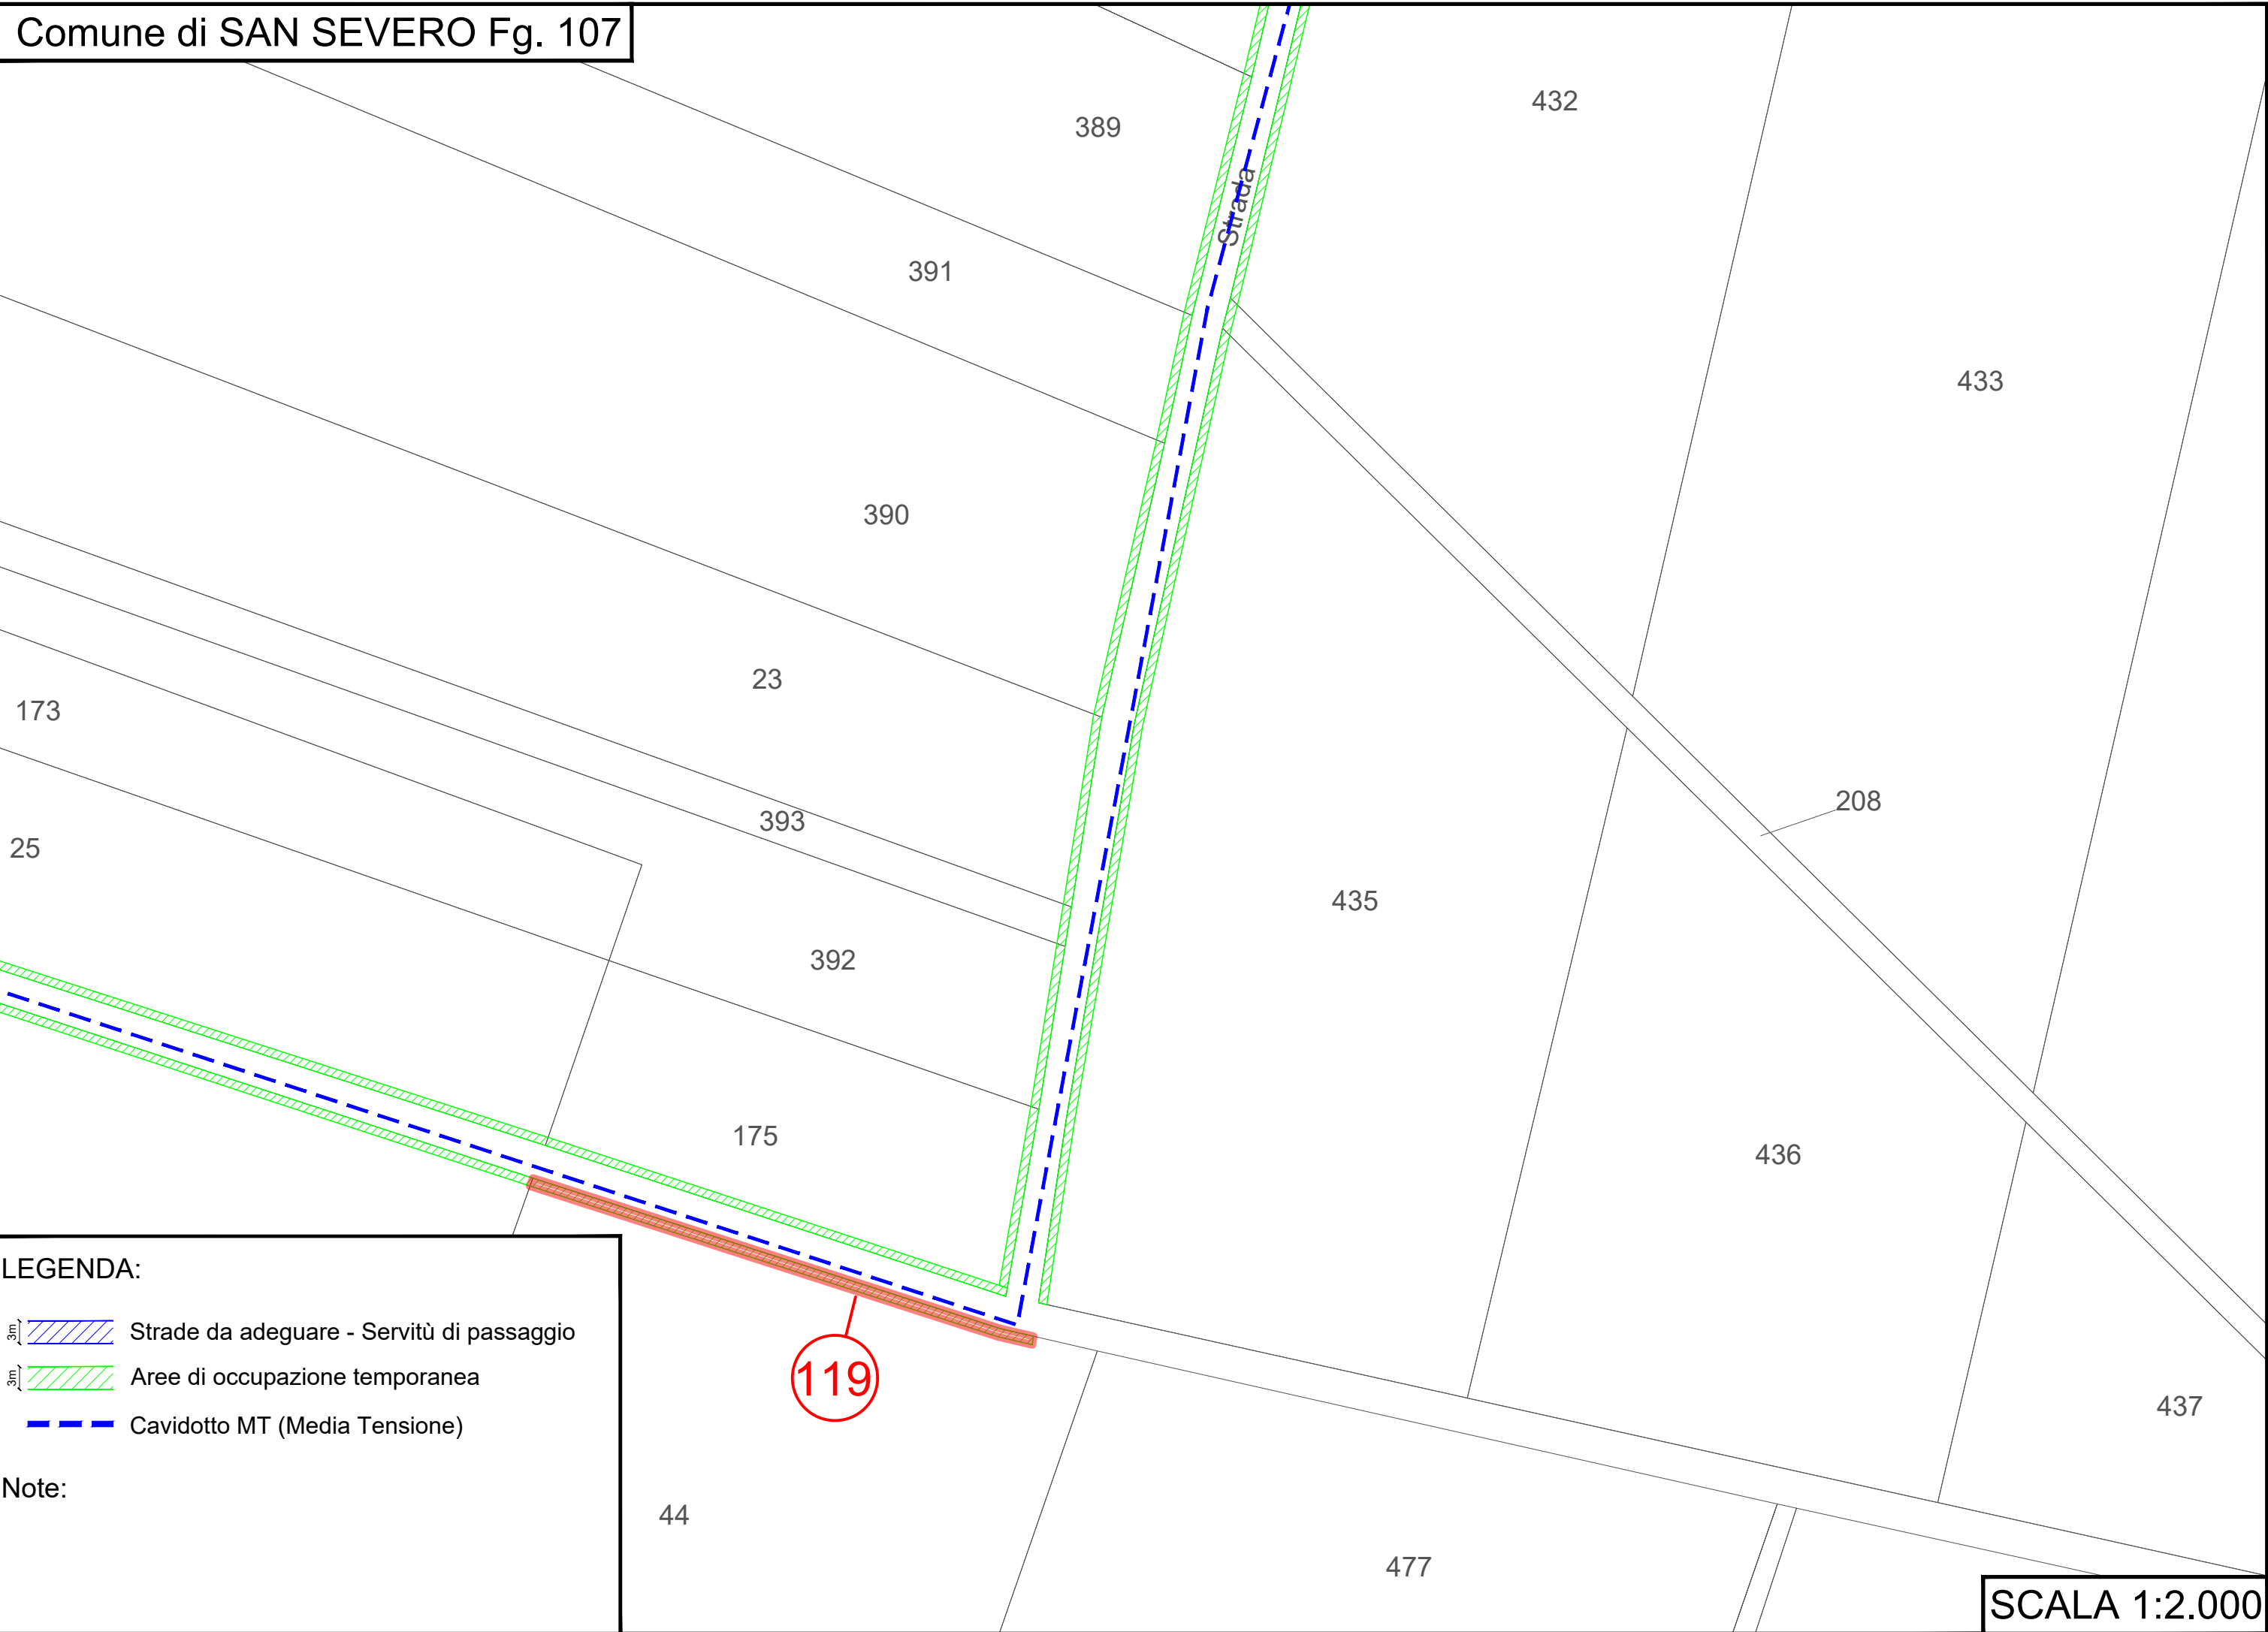 Comune di SAN SEVERO Fg. 107
432
389
Strada
391
433
390
23
173
208
393
25
435
392
175
436
119
437
44
477
LEGENDA:
3m Strade da adeguare - Servitù di passaggio
3m Aree di occupazione temporanea
Cavidotto MT (Media Tensione)
Note:
SCALA 1:2.000